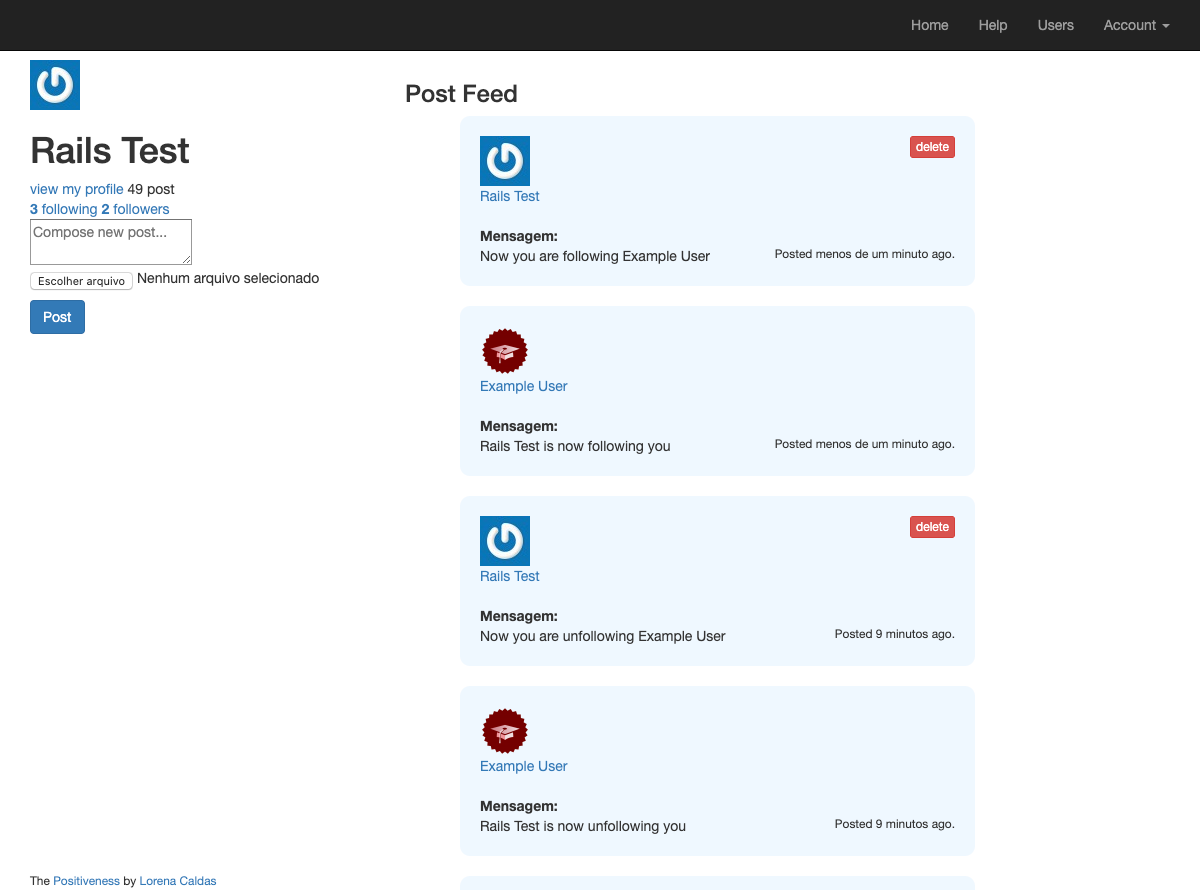 Home Help Users Account
Rails Test
view my profile 49 post
3 following 2 followers
Compose new post...
Escolher arquivo Nenhum arquivo selecionado
Post
Post Feed
delete
Rails Test
Mensagem:
Now you are following Example User
Posted menos de um minuto ago.
Example User
Mensagem:
Rails Test is now following you
Posted menos de um minuto ago.
delete
Rails Test
Mensagem:
Now you are unfollowing Example User
Posted 9 minutos ago.
Example User
Mensagem:
Rails Test is now unfollowing you
Posted 9 minutos ago.
The Positiveness by Lorena Caldas